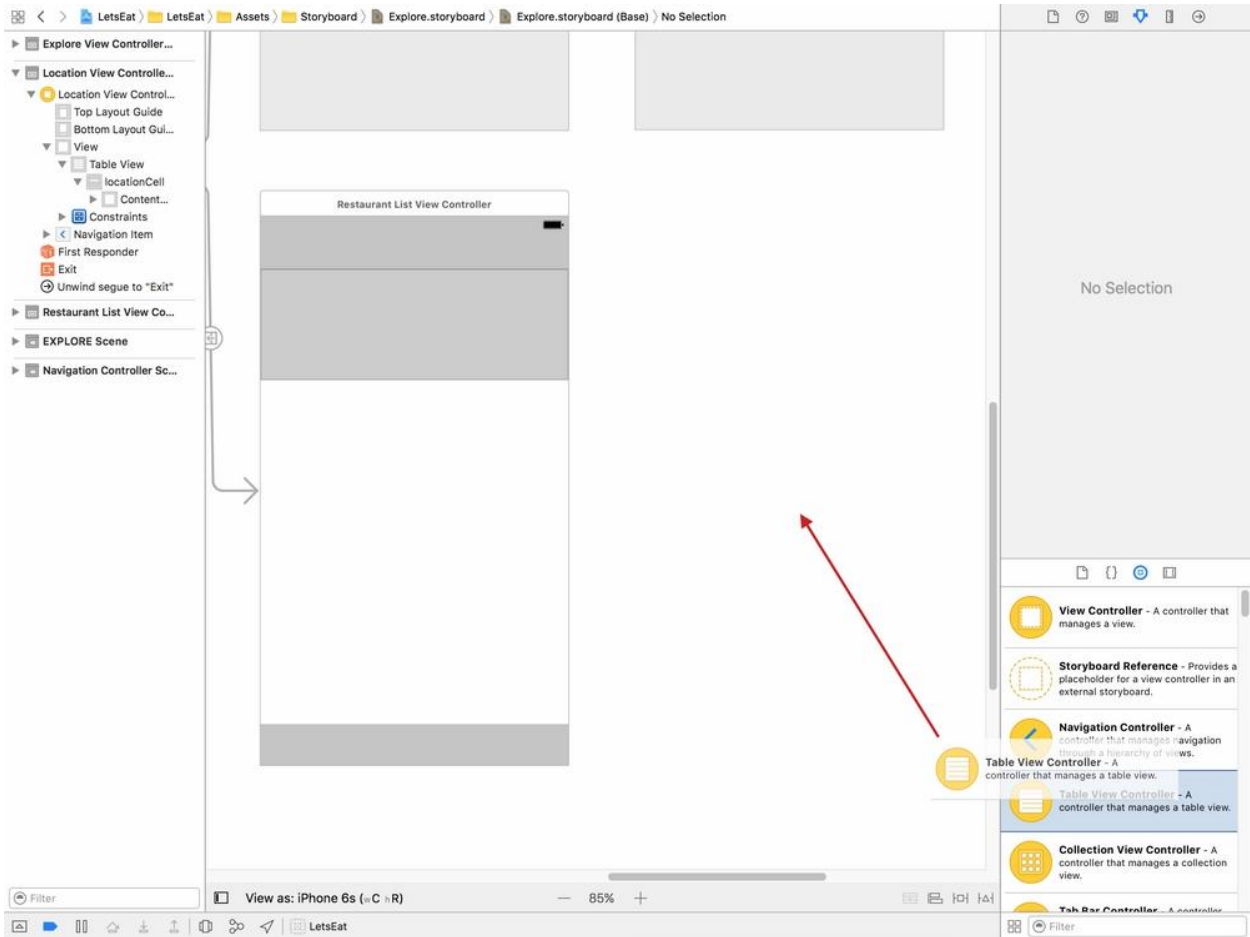 LetsEat LetsEat Assets Storyboard Explore.storyboard Explore.storyboard (Base) No Selection
Explore View Controller...
Location View Controlle...
Location View Control...
Top Layout Guide
Bottom Layout Gui...
View
Table View
locationCell
Content...
Constraints
Navigation Item
First Responder
Exit
Unwind segue to "Exit"
Restaurant List View Co...
EXPLORE Scene
Navigation Controller Sc...
Filter
Restaurant List View Controller
View as: iPhone 6s (wC hR)
85%
LetsEat
No Selection
View Controller - A controller that
manages a view.
Storyboard Reference - Provides a
placeholder for a view controller in an
external storyboard.
Navigation Controller - A
controller that manages navigation
through a hierarchy of views.
Table View Controller - A
controller that manages a table view.
Table View Controller - A
controller that manages a table view.
Collection View Controller - A
controller that manages a collection
view.
Tab Bar Controller - A controller
Filter